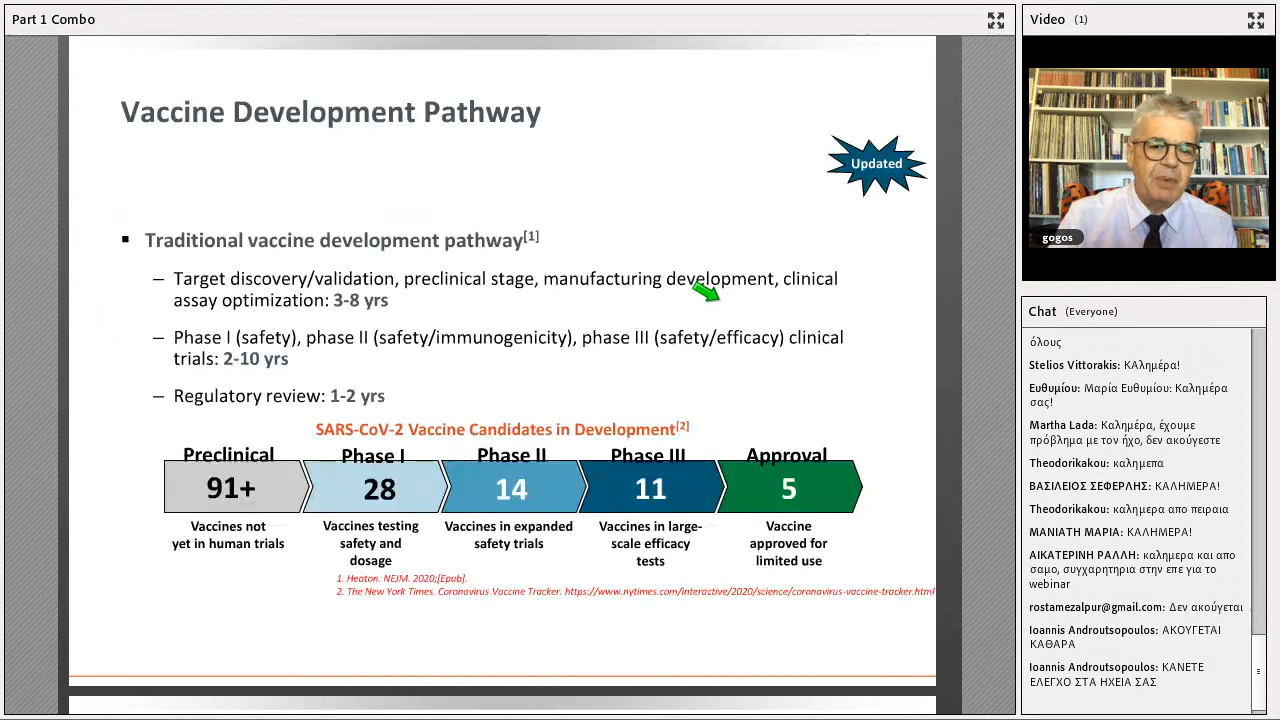 Part 1 Combo
Vaccine Development Pathway
Updated
▪ Traditional vaccine development pathway[1]
– Target discovery/validation, preclinical stage, manufacturing development, clinical
assay optimization: 3-8 yrs
– Phase I (safety), phase II (safety/immunogenicity), phase III (safety/efficacy) clinical
trials: 2-10 yrs
– Regulatory review: 1-2 yrs
SARS-CoV-2 Vaccine Candidates in Development[2]
Preclinical Phase I Phase II Phase III Approval
91+ 28 14 11 5
Vaccines not
yet in human trials
Vaccines testing
safety and
dosage
Vaccines in expanded
safety trials
Vaccines in large-
scale efficacy
tests
Vaccine
approved for
limited use
1. Heaton. NEJM. 2020;[Epub].
2. The New York Times. Coronavirus Vaccine Tracker. https://www.nytimes.com/interactive/2020/science/coronavirus-vaccine-tracker.html
Video (1)
gogos
Chat (Everyone)
όλους
Stelios Vittorakis: ΚΑλημέρα!
Ευθυμίου: Μαρία Ευθυμίου: Καλημέρα
σας!
Martha Lada: Καλημέρα, έχουμε
πρόβλημα με τον ήχο, δεν ακούγεστε
Theodorikakou: καλημεπα
ΒΑΣΙΛΕΙΟΣ ΣΕΦΕΡΛΗΣ: ΚΑΛΗΜΕΡΑ!
Theodorikakou: καλημερα απο πειραια
ΜΑΝΙΑΤΗ ΜΑΡΙΑ: ΚΑΛΗΜΕΡΑ!
ΑΙΚΑΤΕΡΙΝΗ ΡΑΛΛΗ: καλημερα και απο
σαμο, συγχαρητηρια στην επε για το
webinar
rostamezalpur@gmail.com: Δεν ακούγεται
Ioannis Androutsopoulos: ΑΚΟΥΓΕΤΑΙ
ΚΑΘΑΡΑ
Ioannis Androutsopoulos: ΚΑΝΕΤΕ
ΕΛΕΓΧΟ ΣΤΑ ΗΧΕΙΑ ΣΑΣ